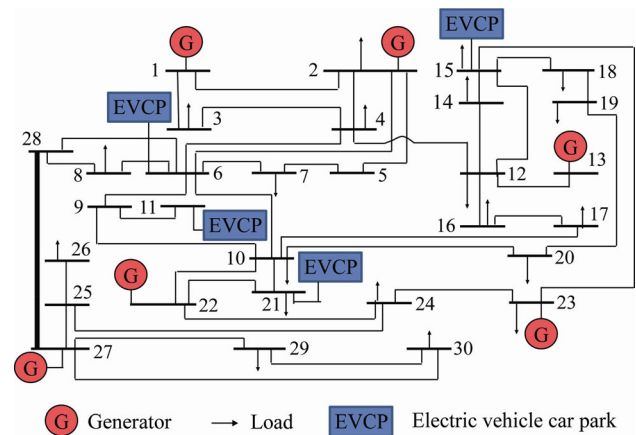 G G EVCP
1 2 15 18
14 19
EVCP 3 4 G
28 13
8 6 7 5 12
9 11 16 17
EVCP
26 10 EVCP 20
G
25 22 21 24 23
G 27 29 30 G
G Generator Load EVCP Electric vehicle car park